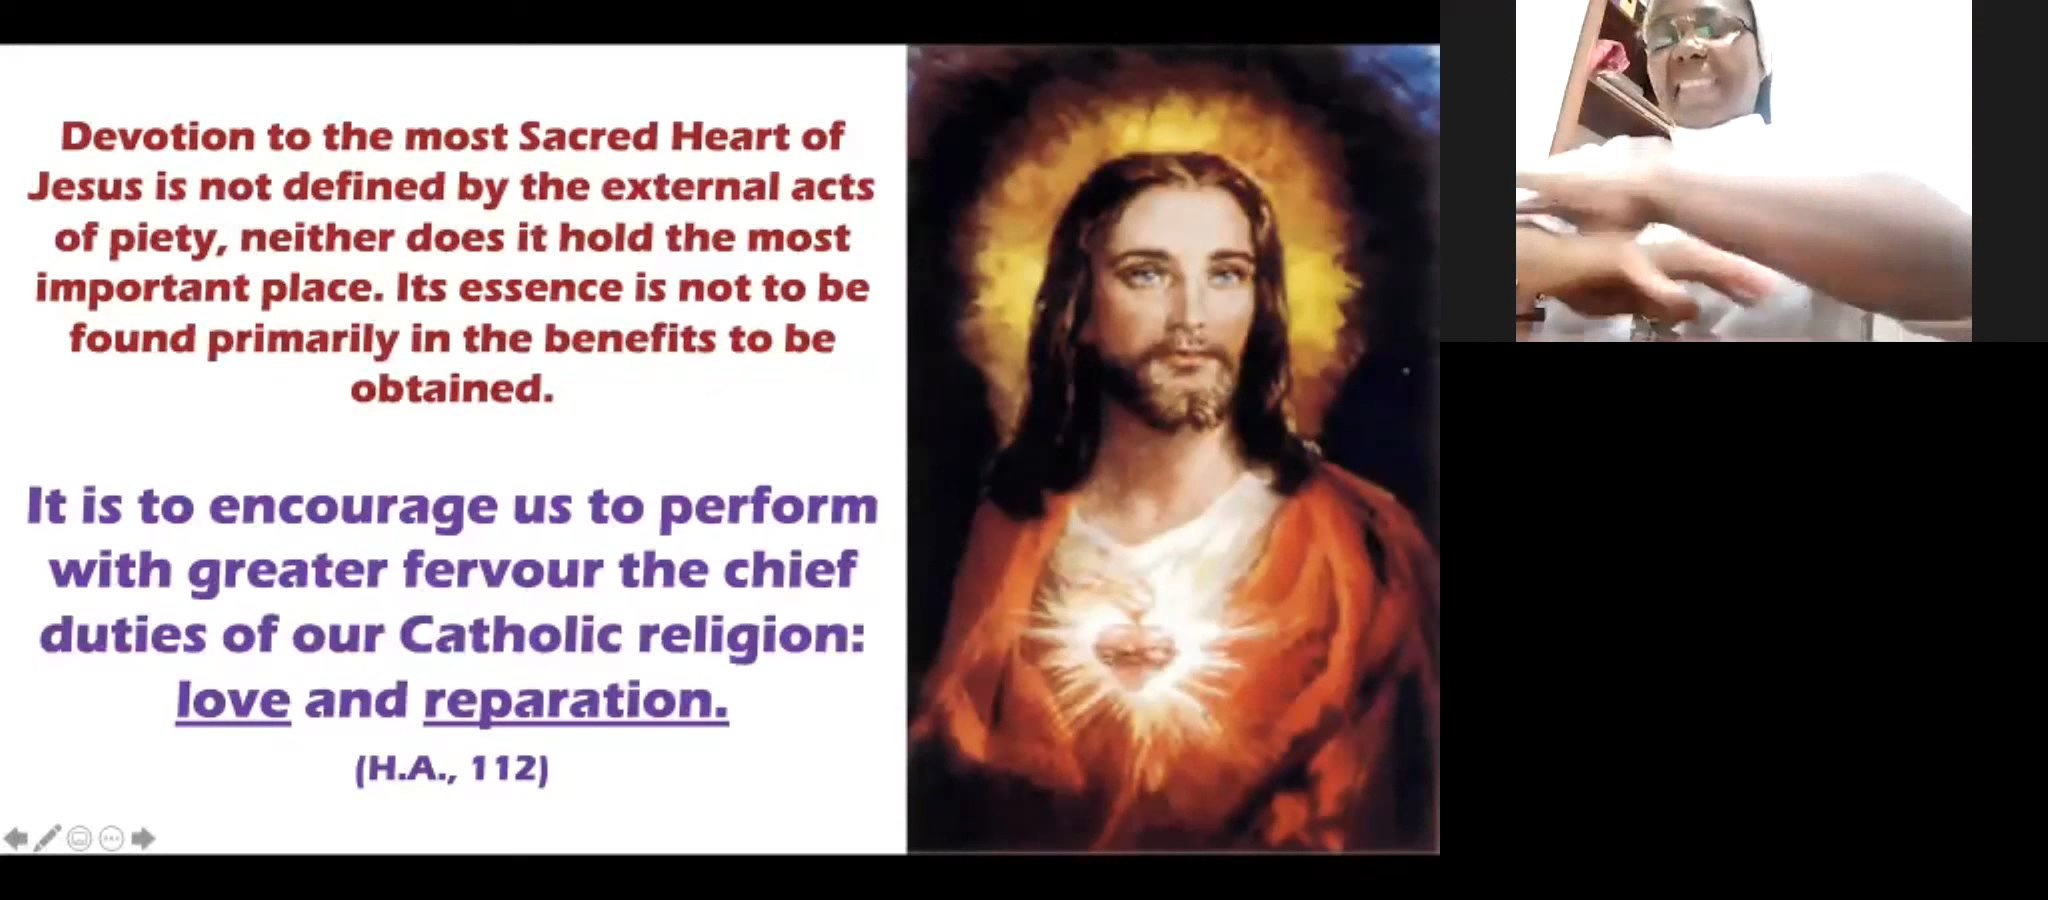 Devotion to the most Sacred Heart of
Jesus is not defined by the external acts
of piety, neither does it hold the most
important place. Its essence is not to be
found primarily in the benefits to be
obtained.
It is to encourage us to perform
with greater fervour the chief
duties of our Catholic religion:
love and reparation.
(H.A., 112)